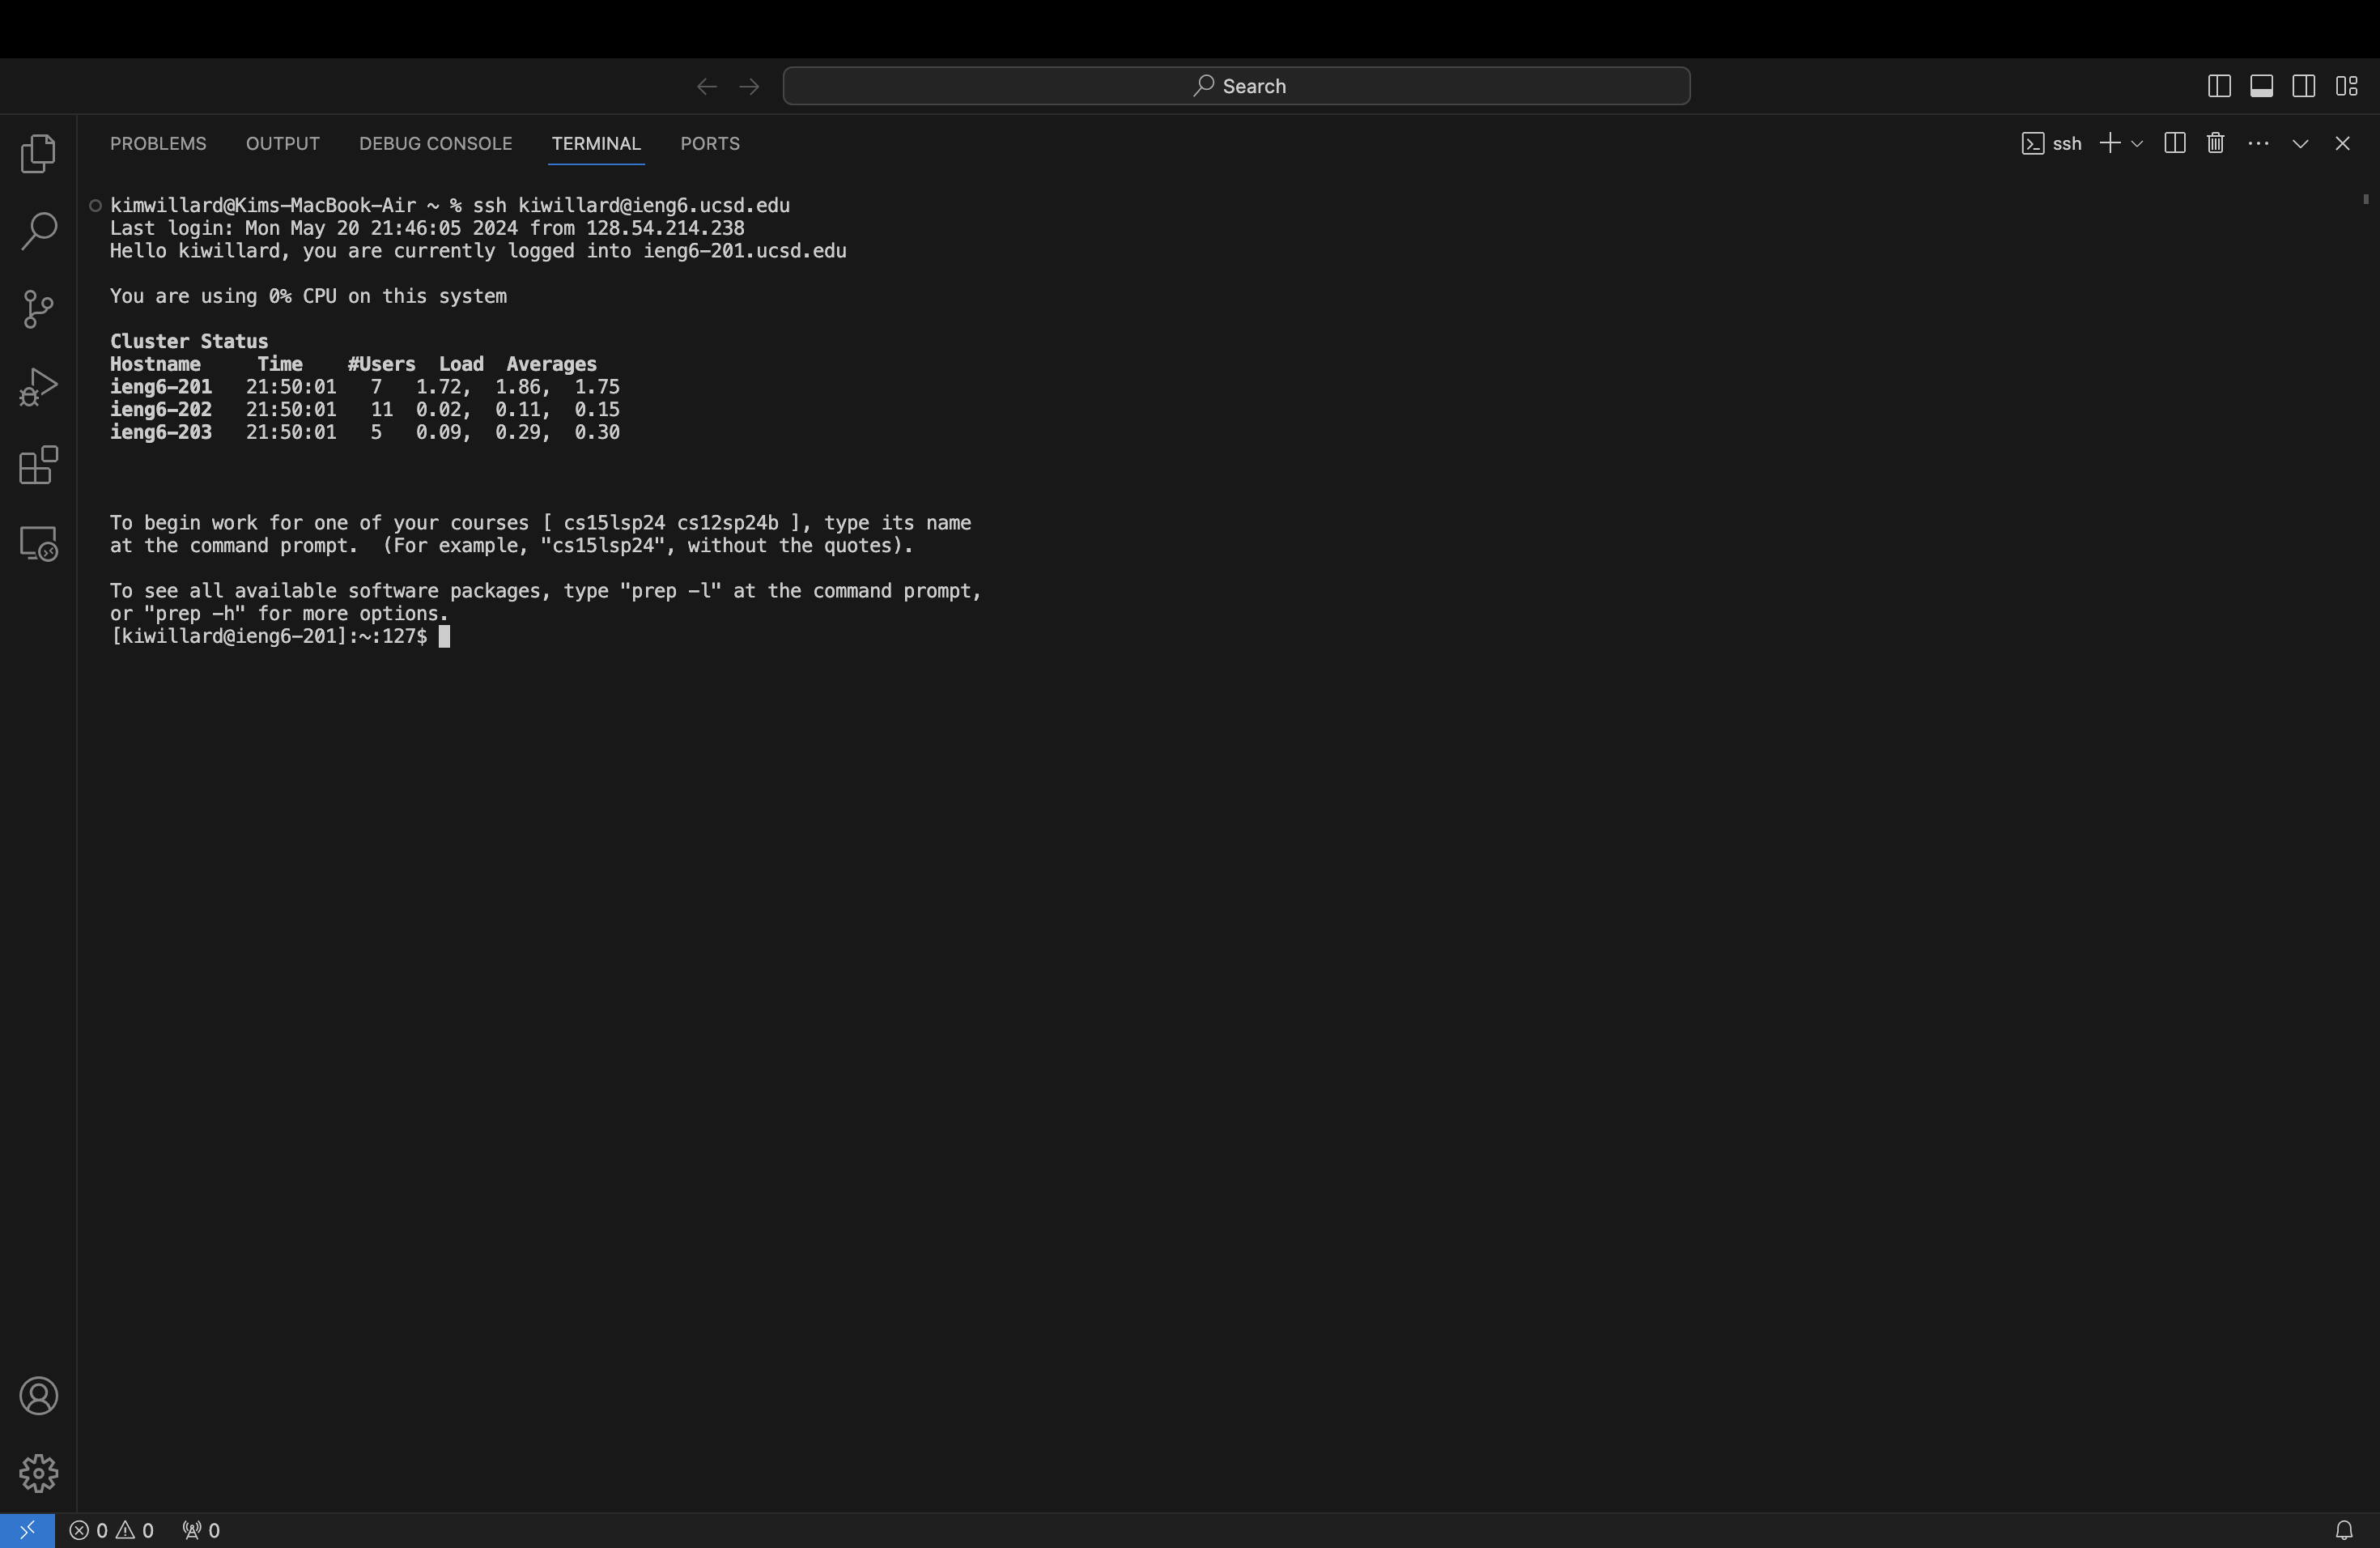 Search
PROBLEMS OUTPUT DEBUG CONSOLE TERMINAL PORTS ssh
kimwillard@Kims-MacBook-Air ~ % ssh kiwillard@ieng6.ucsd.edu
Last login: Mon May 20 21:46:05 2024 from 128.54.214.238
Hello kiwillard, you are currently logged into ieng6-201.ucsd.edu
You are using 0% CPU on this system
Cluster Status
Hostname     Time    #Users  Load  Averages
ieng6-201   21:50:01   7   1.72,  1.86,  1.75
ieng6-202   21:50:01   11  0.02,  0.11,  0.15
ieng6-203   21:50:01   5   0.09,  0.29,  0.30
To begin work for one of your courses [ cs15lsp24 cs12sp24b ], type its name
at the command prompt.  (For example, "cs15lsp24", without the quotes).
To see all available software packages, type "prep -l" at the command prompt,
or "prep -h" for more options.
[kiwillard@ieng6-201]:~:127$
0 0 0